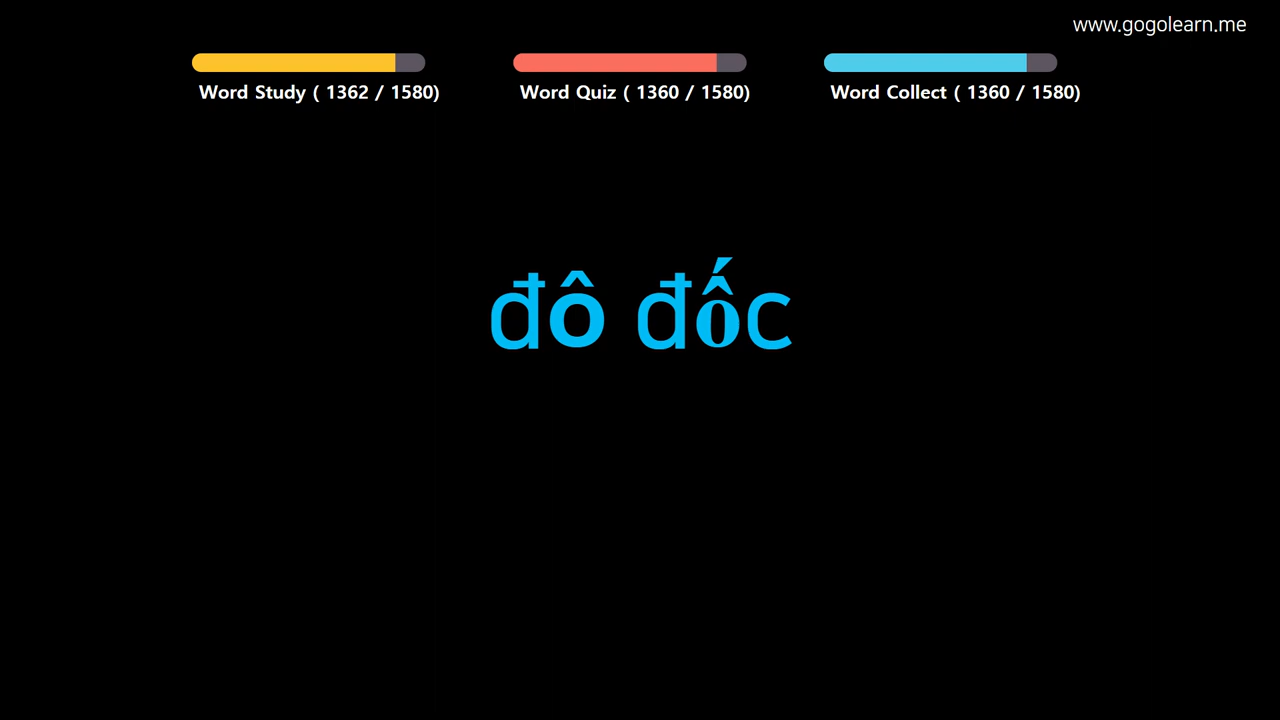 www.gogolearn.me
Word Study ( 1362 / 1580)
Word Quiz ( 1360 / 1580)
Word Collect ( 1360 / 1580)
đô đốc